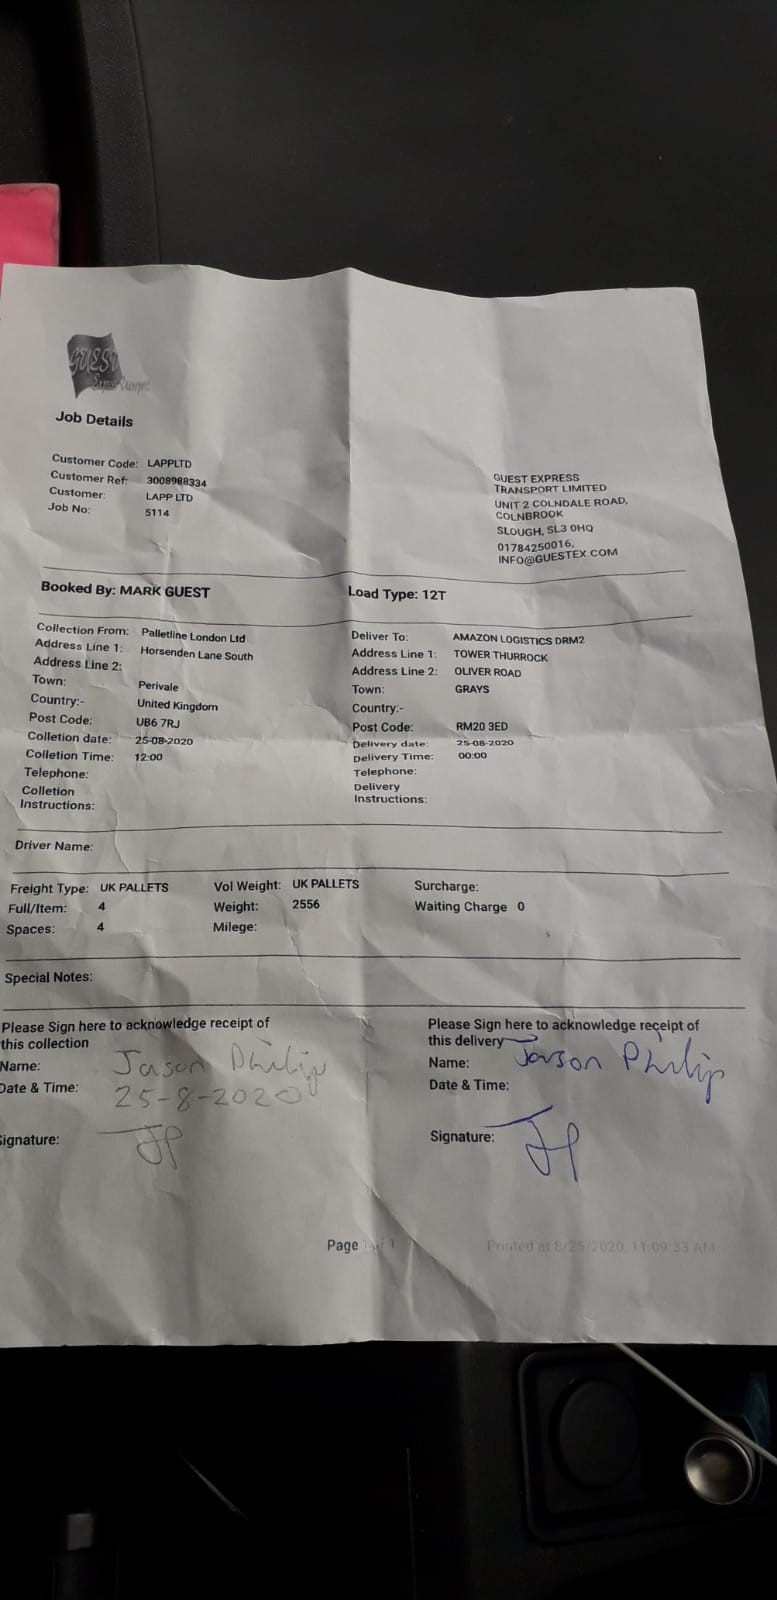 GUEST
Job Details
Customer Code: LAPPLTD
Customer Ref: 3008988334
Customer: LAPP LTD
Job No: 5114
GUEST EXPRESS
TRANSPORT LIMITED
UNIT 2 COLNDALE ROAD,
COLNBROOK
SLOUGH, SL3 0HQ
01784250016,
INFO@GUESTEX.COM
Booked By: MARK GUEST
Load Type: 12T
Collection From: Palletline London Ltd
Address Line 1: Horsenden Lane South
Address Line 2:
Town: Perivale
Country:- United Kingdom
Post Code: UB6 7RJ
Colletion date: 25-08-2020
Colletion Time: 12:00
Telephone:
Colletion
Instructions:
Deliver To: AMAZON LOGISTICS DRM2
Address Line 1: TOWER THURROCK
Address Line 2: OLIVER ROAD
Town: GRAYS
Country:-
Post Code: RM20 3ED
Delivery date: 25-08-2020
Delivery Time: 00:00
Telephone:
Delivery
Instructions:
Driver Name:
Freight Type: UK PALLETS Vol Weight: UK PALLETS Surcharge:
Full/Item: 4 Weight: 2556 Waiting Charge 0
Spaces: 4 Milege:
Special Notes:
Please Sign here to acknowledge receipt of
this collection
Name: Jason Philip
Date & Time: 25-8-2020
Signature: JP
Please Sign here to acknowledge receipt of
this delivery
Name: Jason Philip
Date & Time:
Signature: JP
Page 1 of 1
Printed at 8/25/2020, 11:09:33 AM